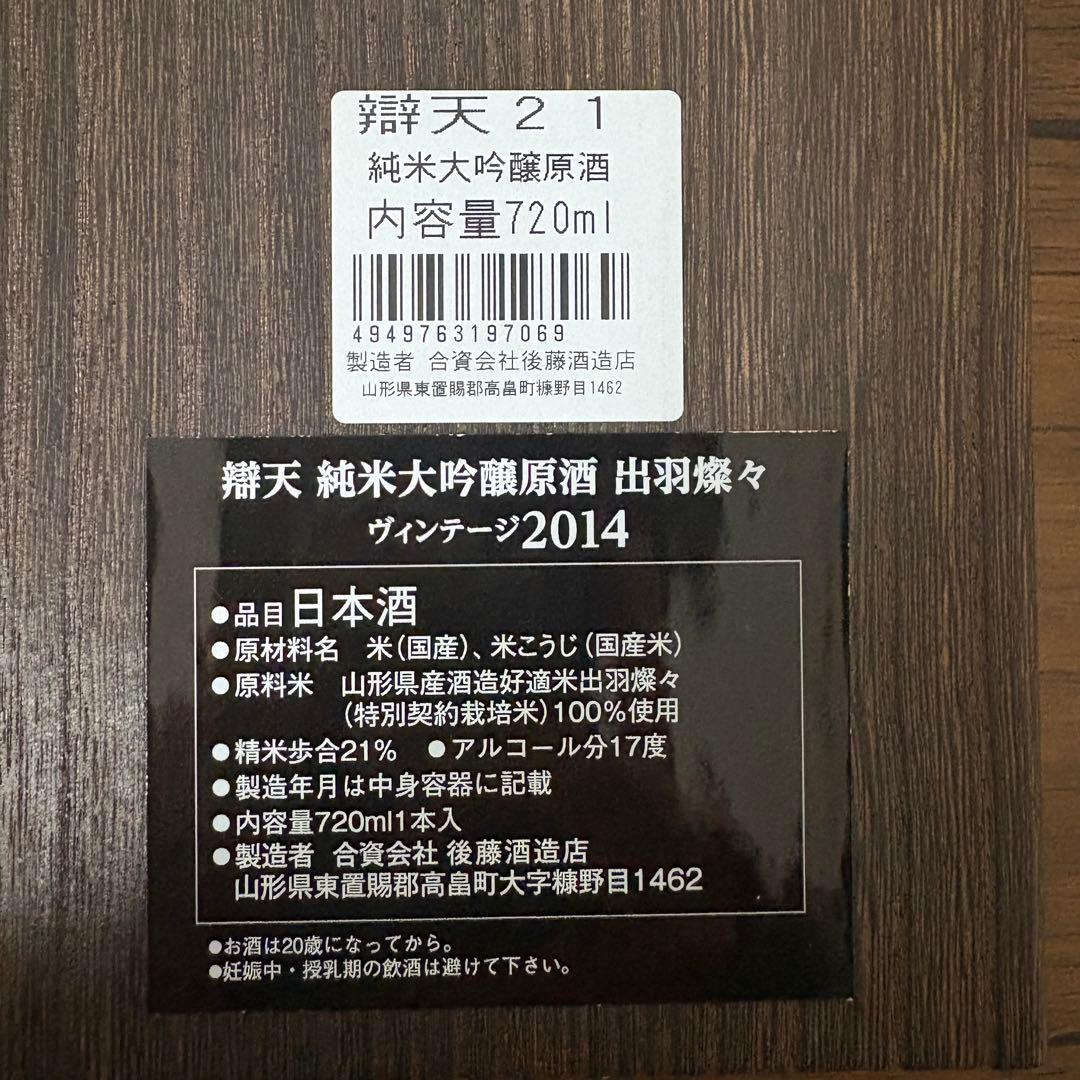 辯天21
純米大吟醸原酒
内容量720ml
4949763197069
製造者 合資会社後藤酒造店
山形県東置賜郡高畠町糠野目1462
辯天 純米大吟醸原酒 出羽燦々
ヴィンテージ2014
●品目 日本酒
●原材料名 米(国産)、米こうじ(国産米)
●原料米 山形県産酒造好適米出羽燦々
(特別契約栽培米)100%使用
●精米歩合21% ●アルコール分17度
●製造年月は中身容器に記載
●内容量720ml1本入
●製造者 合資会社 後藤酒造店
山形県東置賜郡高畠町大字糠野目1462
●お酒は20歳になってから。
●妊娠中・授乳期の飲酒は避けて下さい。